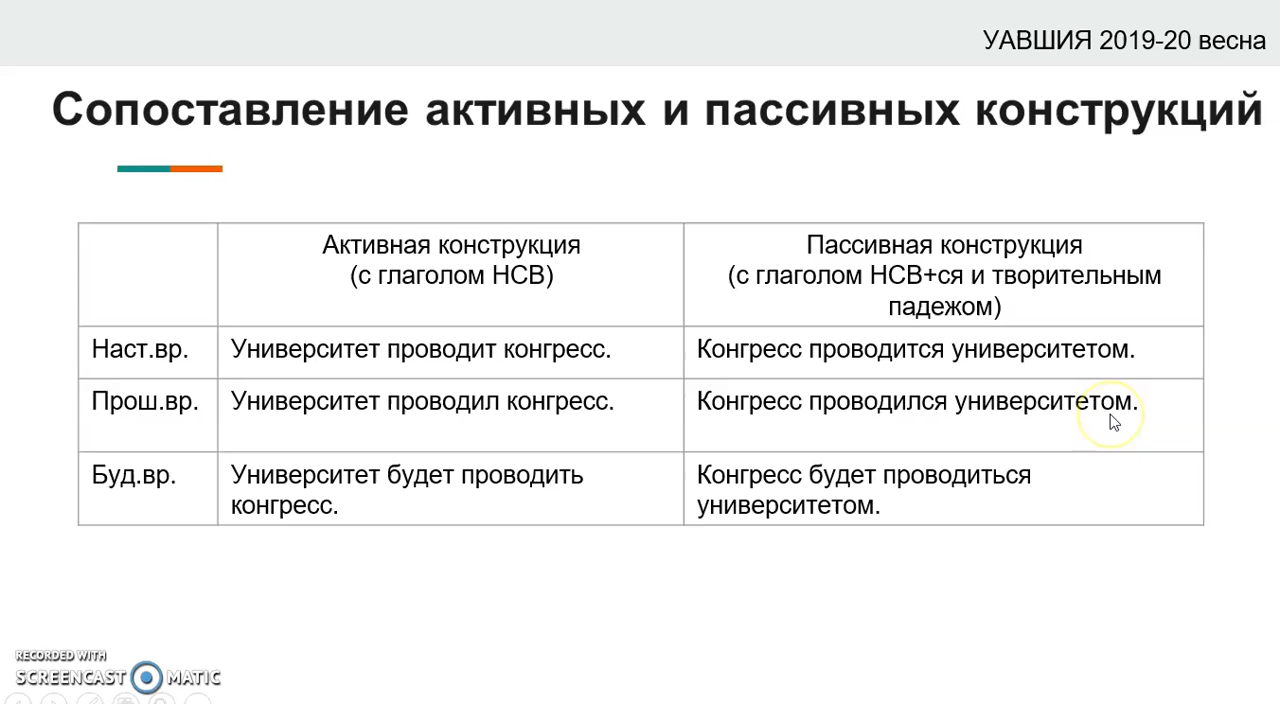 УАВШИЯ 2019-20 весна
Сопоставление активных и пассивных конструкций
Активная конструкция
(с глаголом НСВ)
Пассивная конструкция
(с глаголом НСВ+ся и творительным
падежом)
Наст.вр.
Университет проводит конгресс.
Конгресс проводится университетом.
Прош.вр.
Университет проводил конгресс.
Конгресс проводился университетом.
Буд.вр.
Университет будет проводить
конгресс.
Конгресс будет проводиться
университетом.
RECORDED WITH
SCREENCAST MATIC